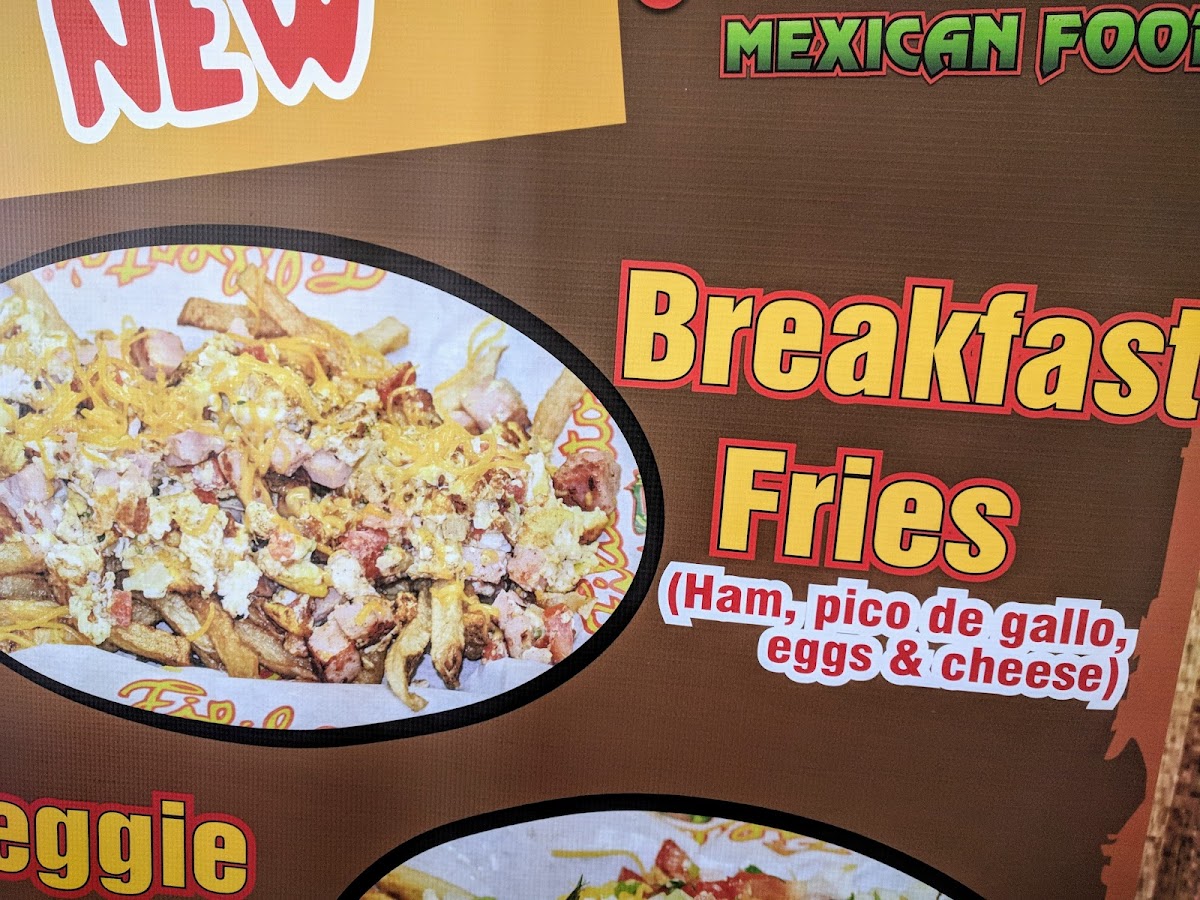 NEW
MEXICAN FOO
Breakfast
Fries
(Ham, pico de gallo,
eggs & cheese)
eggie